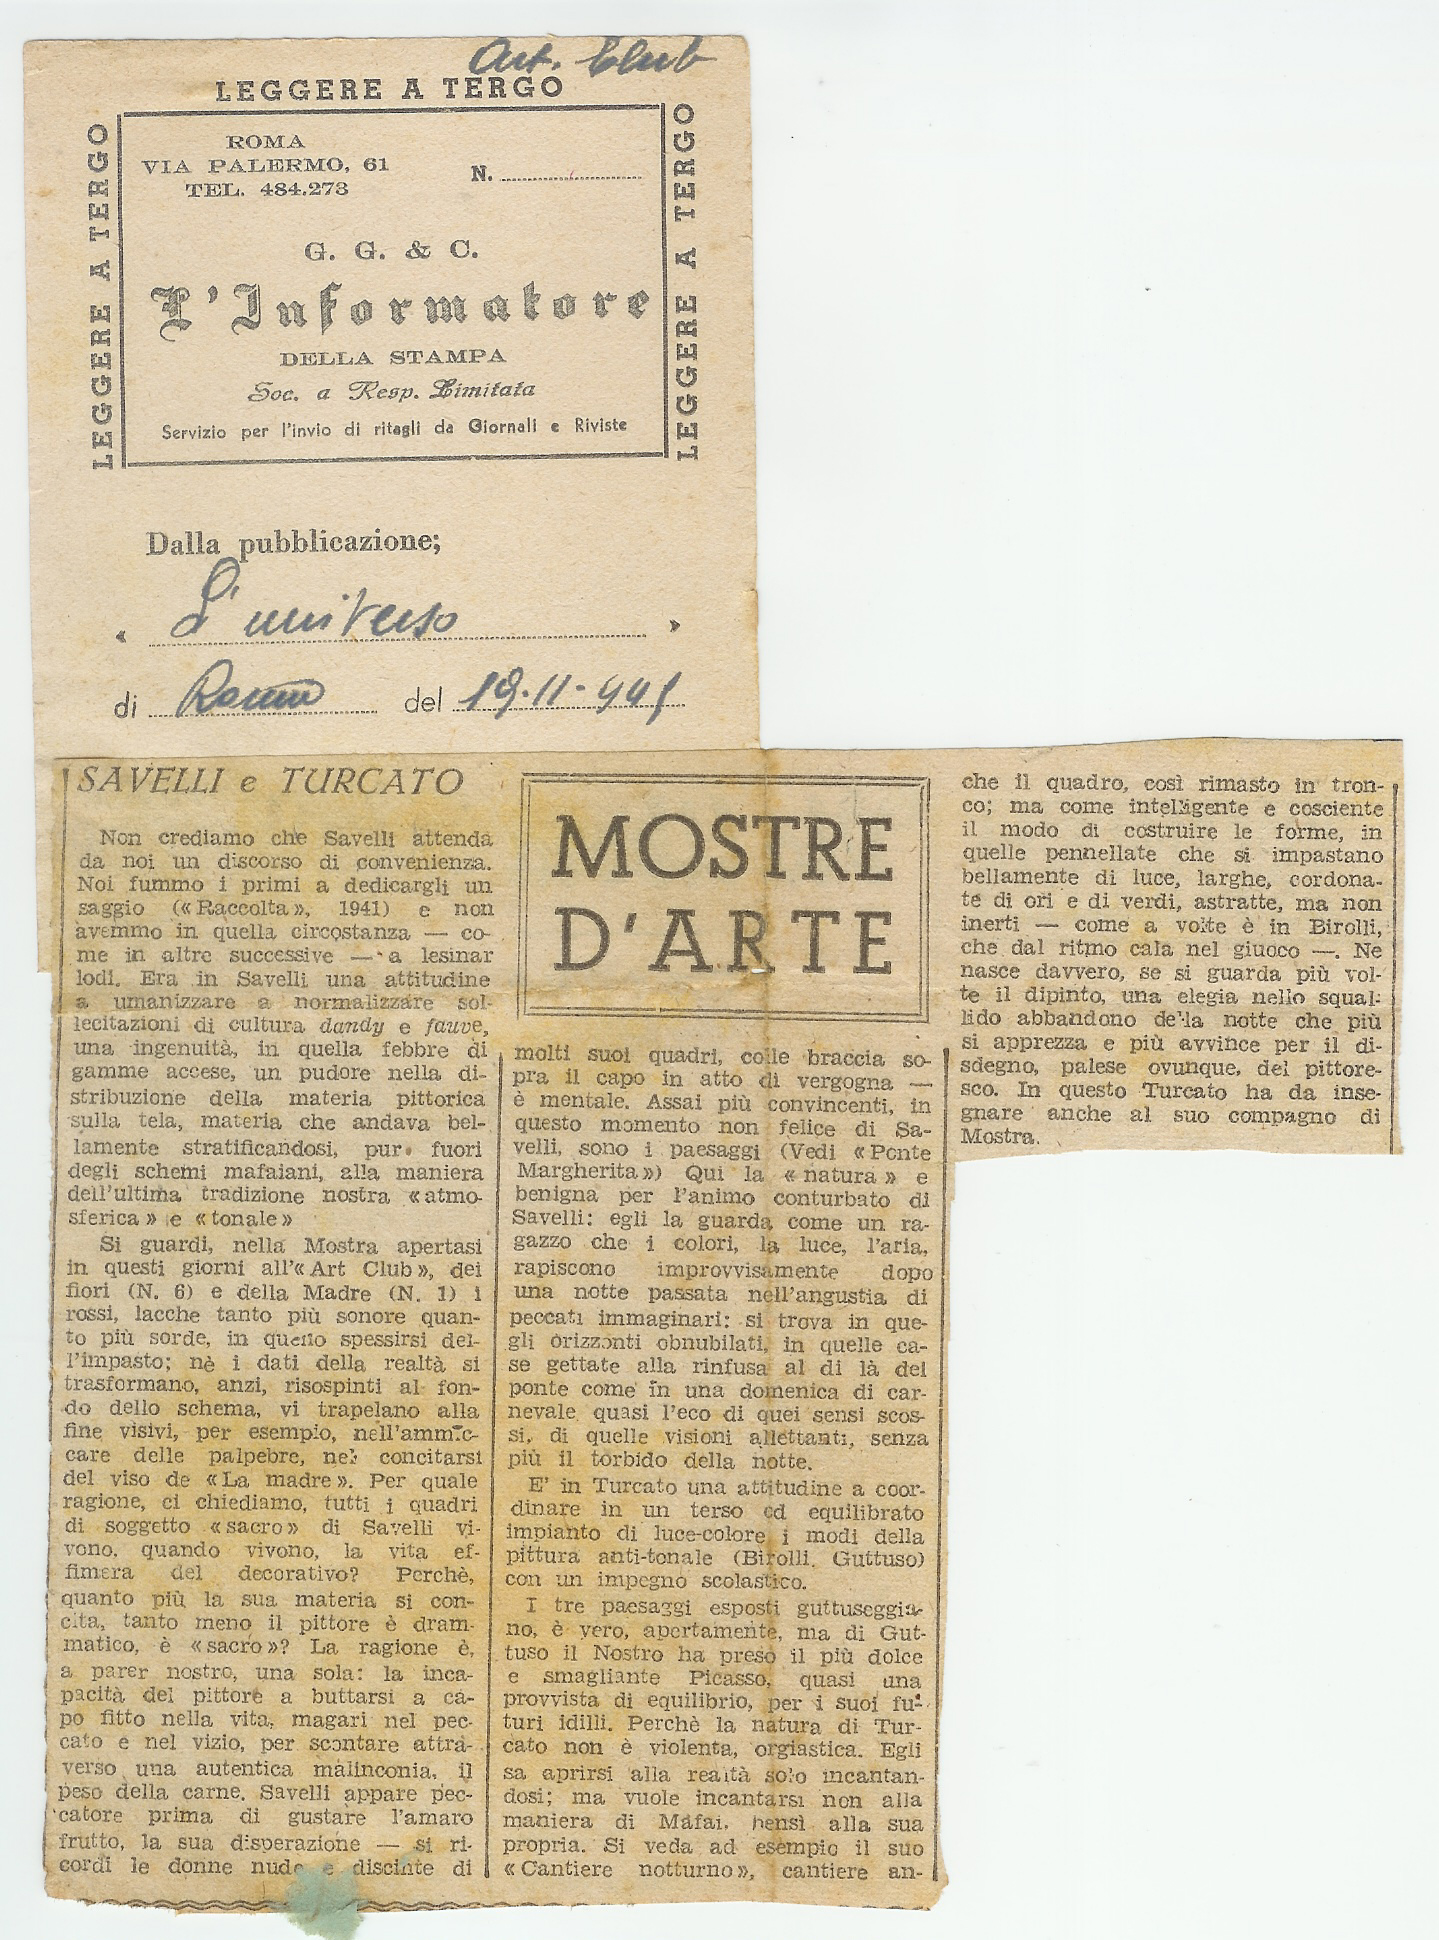 Art. Club
LEGGERE A TERGO
LEGGERE A TERGO
LEGGERE A TERGO
ROMA
VIA PALERMO, 61
TEL. 484.273
N.
G. G. & C.
L'Informatore
DELLA STAMPA
Soc. a Resp. Limitata
Servizio per l'invio di ritagli da Giornali e Riviste
Dalla pubblicazione;
« L'universo »
di Roma del 19-11-945
SAVELLI e TURCATO
Non crediamo che Savelli attenda
da noi un discorso di convenienza.
Noi fummo i primi a dedicargli un
saggio (« Raccolta », 1941) e non
avemmo in quella circostanza — co-
me in altre successive — a lesinar
lodi. Era in Savelli una attitudine
a umanizzare a normalizzare sol-
lecitazioni di cultura dandy e fauve,
una ingenuità, in quella febbre di
gamme accese, un pudore nella di-
stribuzione della materia pittorica
sulla tela, materia che andava bel-
lamente stratificandosi, pur fuori
degli schemi mafaiani, alla maniera
dell'ultima tradizione nostra « atmo-
sferica » e « tonale »
Si guardi, nella Mostra apertasi
in questi giorni all'« Art Club », dei
fiori (N. 6) e della Madre (N. 1) i
rossi, lacche tanto più sonore quan-
to più sorde, in quello spessirsi del-
l'impasto; nè i dati della realtà si
trasformano, anzi, risospinti al fon-
do dello schema, vi trapelano alla
fine visivi, per esempio, nell'ammic-
care delle palpebre, nel concitarsi
del viso de « La madre ». Per quale
ragione, ci chiediamo, tutti i quadri
di soggetto « sacro » di Savelli vi-
vono, quando vivono, la vita ef-
fimera del decorativo? Perchè,
quanto più la sua materia si con-
cita, tanto meno il pittore è dram-
matico, è « sacro »? La ragione è,
a parer nostro, una sola: la inca-
pacità del pittore a buttarsi a ca-
po fitto nella vita, magari nel pec-
cato e nel vizio, per scontare attra-
verso una autentica malinconia, il
peso della carne. Savelli appare pec-
catore prima di gustare l'amaro
frutto, la sua disperazione — si ri-
cordi le donne nude e discinte di
MOSTRE
D'ARTE
molti suoi quadri, colle braccia so-
pra il capo in atto di vergogna —
è mentale. Assai più convincenti, in
questo momento non felice di Sa-
velli, sono i paesaggi (Vedi « Ponte
Margherita ») Qui la « natura » e
benigna per l'animo conturbato di
Savelli: egli la guarda come un ra-
gazzo che i colori, la luce, l'aria,
rapiscono improvvisamente dopo
una notte passata nell'angustia di
peccati immaginari: si trova in que-
gli orizzonti obnubilati, in quelle ca-
se gettate alla rinfusa al di là del
ponte come in una domenica di car-
nevale quasi l'eco di quei sensi scos-
si, di quelle visioni allettanti, senza
più il torbido della notte.
E' in Turcato una attitudine a coor-
dinare in un terso ed equilibrato
impianto di luce-colore i modi della
pittura anti-tonale (Birolli. Guttuso)
con un impegno scolastico.
I tre paesaggi esposti guttuseggia-
no, è vero, apertamente, ma di Gut-
tuso il Nostro ha preso il più dolce
e smagliante Picasso, quasi una
provvista di equilibrio, per i suoi fu-
turi idilli. Perchè la natura di Tur-
cato non è violenta, orgiastica. Egli
sa aprirsi alla realtà solo incantan-
dosi; ma vuole incantarsi non alla
maniera di Mafai, bensì alla sua
propria. Si veda ad esempio il suo
« Cantiere notturno », cantiere an-
che il quadro, così rimasto in tron-
co; ma come intelligente e cosciente
il modo di costruire le forme, in
quelle pennellate che si impastano
bellamente di luce, larghe, cordona-
te di ori e di verdi, astratte, ma non
inerti — come a volte è in Birolli,
che dal ritmo cala nel giuoco —. Ne
nasce davvero, se si guarda più vol-
te il dipinto, una elegia nello squal-
lido abbandono della notte che più
si apprezza e più avvince per il di-
sdegno, palese ovunque, del pittore-
sco. In questo Turcato ha da inse-
gnare anche al suo compagno di
Mostra.